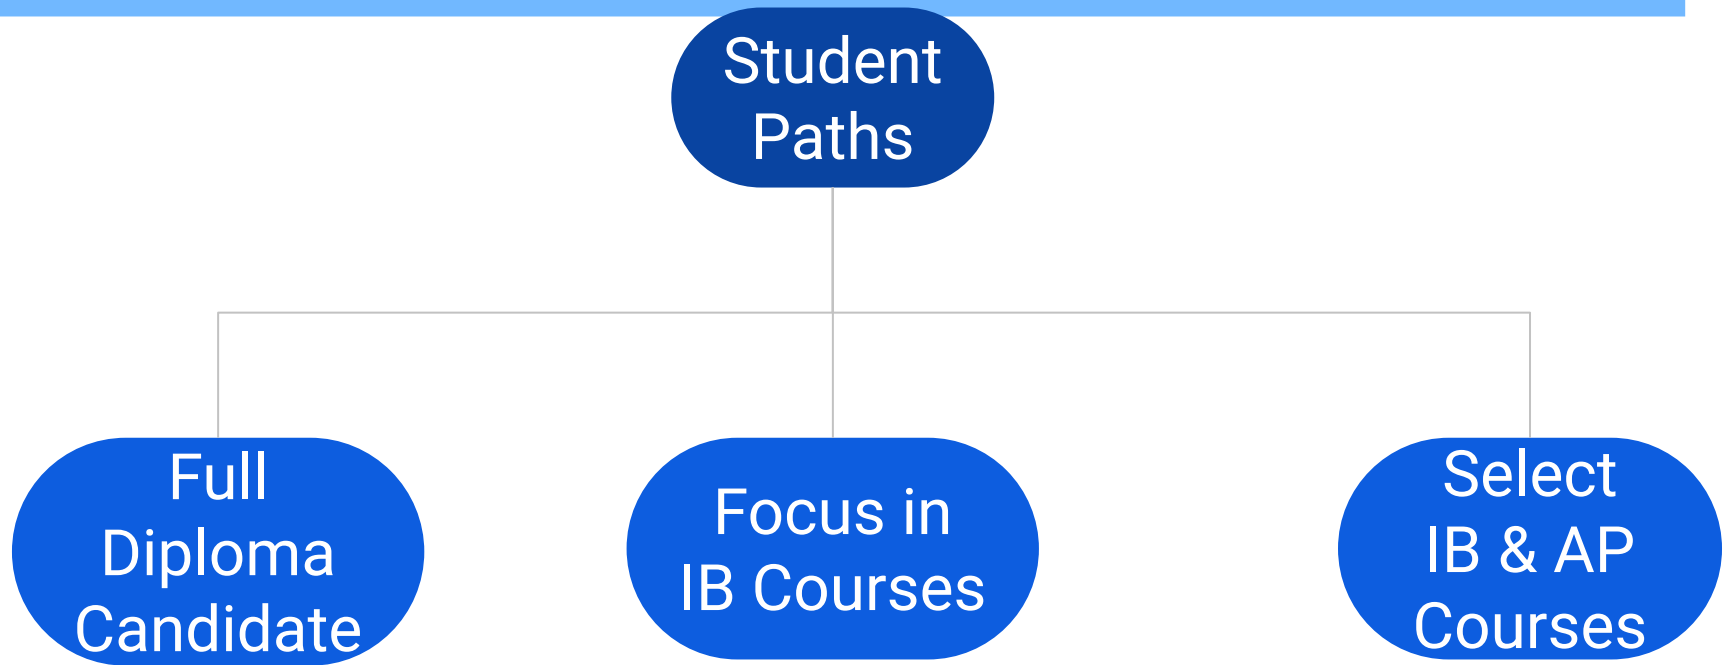 Student
Paths
Full
Diploma
Candidate
Focus in
IB Courses
Select
IB & AP
Courses